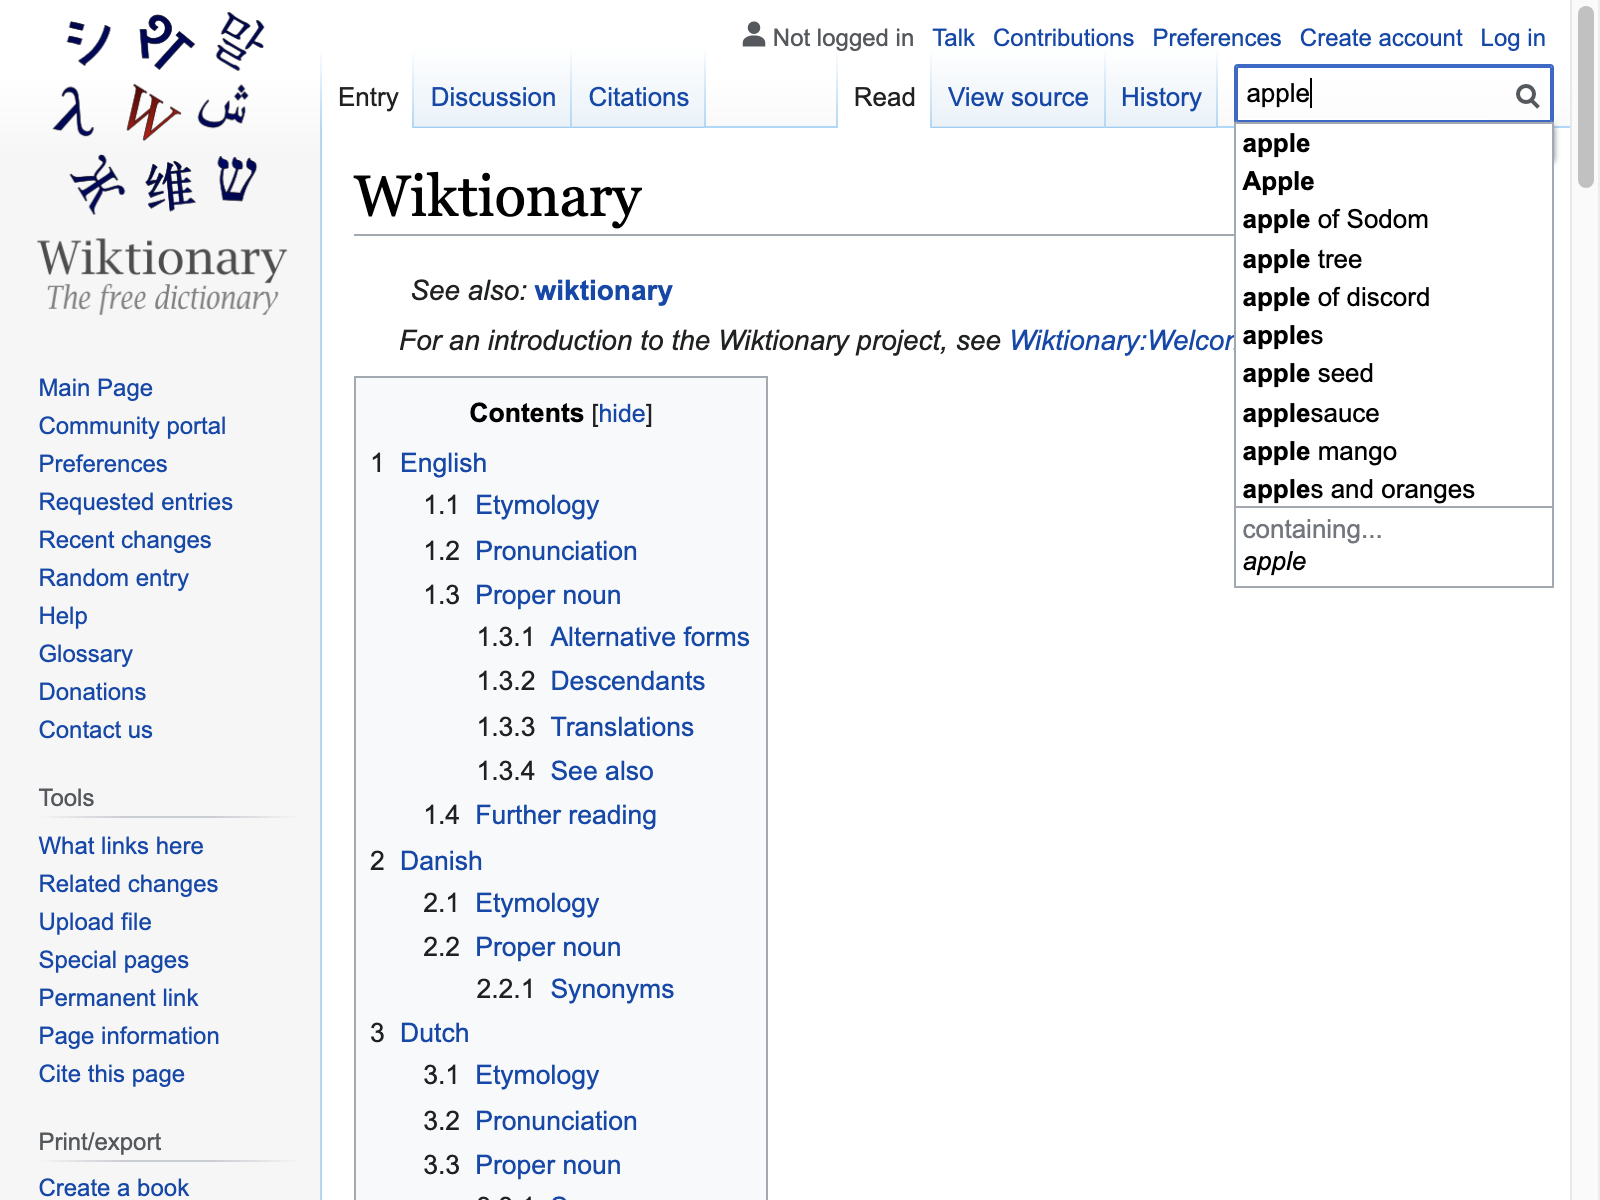 シ 말
λ W ش
维 ש
Wiktionary
The free dictionary
Main Page
Community portal
Preferences
Requested entries
Recent changes
Random entry
Help
Glossary
Donations
Contact us
Tools
What links here
Related changes
Upload file
Special pages
Permanent link
Page information
Cite this page
Print/export
Create a book
Not logged in Talk Contributions Preferences Create account Log in
Entry Discussion Citations Read View source History
apple
apple
Apple
apple of Sodom
apple tree
apple of discord
apples
apple seed
applesauce
apple mango
apples and oranges
containing...
apple
Wiktionary
See also: wiktionary
For an introduction to the Wiktionary project, see Wiktionary:Welcor
Contents [hide]
1 English
1.1 Etymology
1.2 Pronunciation
1.3 Proper noun
1.3.1 Alternative forms
1.3.2 Descendants
1.3.3 Translations
1.3.4 See also
1.4 Further reading
2 Danish
2.1 Etymology
2.2 Proper noun
2.2.1 Synonyms
3 Dutch
3.1 Etymology
3.2 Pronunciation
3.3 Proper noun